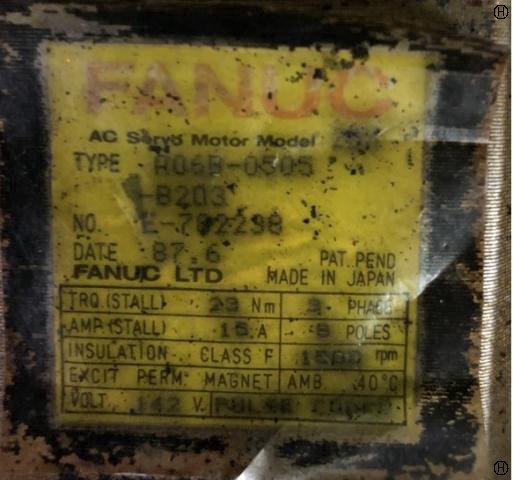 FANUC
AC Servo Motor Model
TYPE A06B-0505
-B203
NO. E-702298
DATE 87.6
PAT. PEND
FANUC LTD MADE IN JAPAN
TRQ (STALL) 23 Nm 3 PHASE
AMP (STALL) 15 A 8 POLES
INSULATION CLASS F rpm
EXCIT PERM. MAGNET AMB. 40°C
VOLT. 142 V. PULSE
H
H